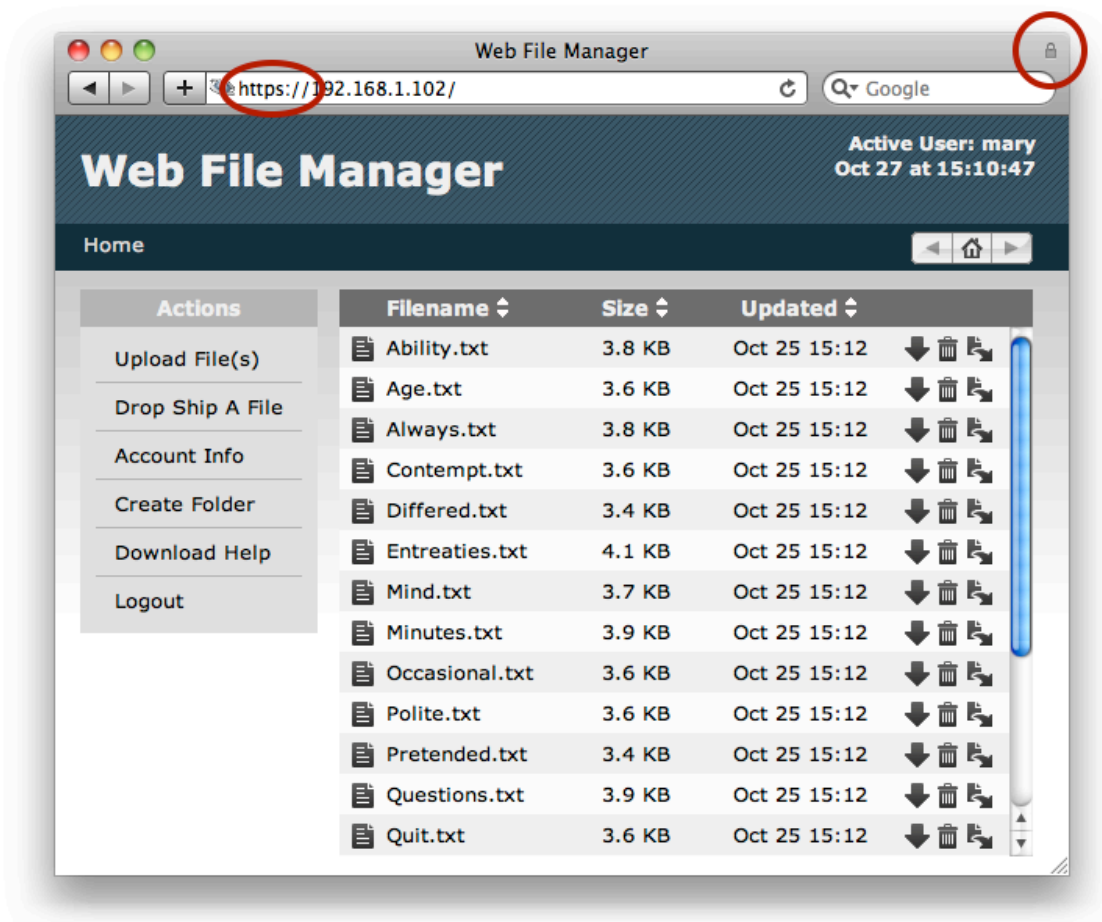 Web File Manager
https://192.168.1.102/
Google
Web File Manager
Active User: mary
Oct 27 at 15:10:47
Home
Actions
Upload File(s)
Drop Ship A File
Account Info
Create Folder
Download Help
Logout
Filename Size Updated
Ability.txt 3.8 KB Oct 25 15:12
Age.txt 3.6 KB Oct 25 15:12
Always.txt 3.8 KB Oct 25 15:12
Contempt.txt 3.6 KB Oct 25 15:12
Differed.txt 3.4 KB Oct 25 15:12
Entreaties.txt 4.1 KB Oct 25 15:12
Mind.txt 3.7 KB Oct 25 15:12
Minutes.txt 3.9 KB Oct 25 15:12
Occasional.txt 3.6 KB Oct 25 15:12
Polite.txt 3.6 KB Oct 25 15:12
Pretended.txt 3.4 KB Oct 25 15:12
Questions.txt 3.9 KB Oct 25 15:12
Quit.txt 3.6 KB Oct 25 15:12